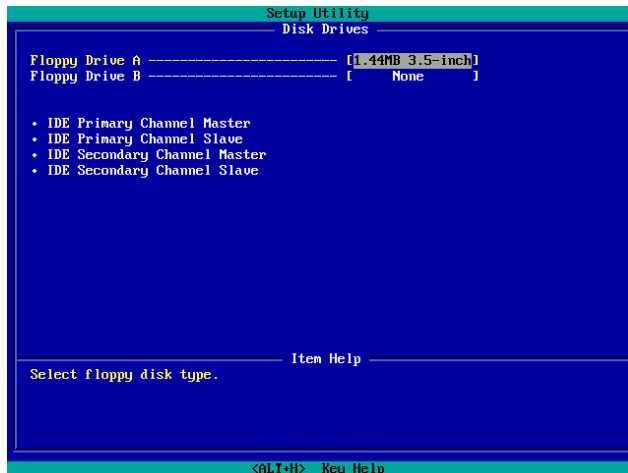 Setup Utility
Disk Drives
Floppy Drive A ------------------------ [1.44MB 3.5-inch]
Floppy Drive B ------------------------ [ None ]
• IDE Primary Channel Master
• IDE Primary Channel Slave
• IDE Secondary Channel Master
• IDE Secondary Channel Slave
Item Help
Select floppy disk type.
<ALT+H> Key Help